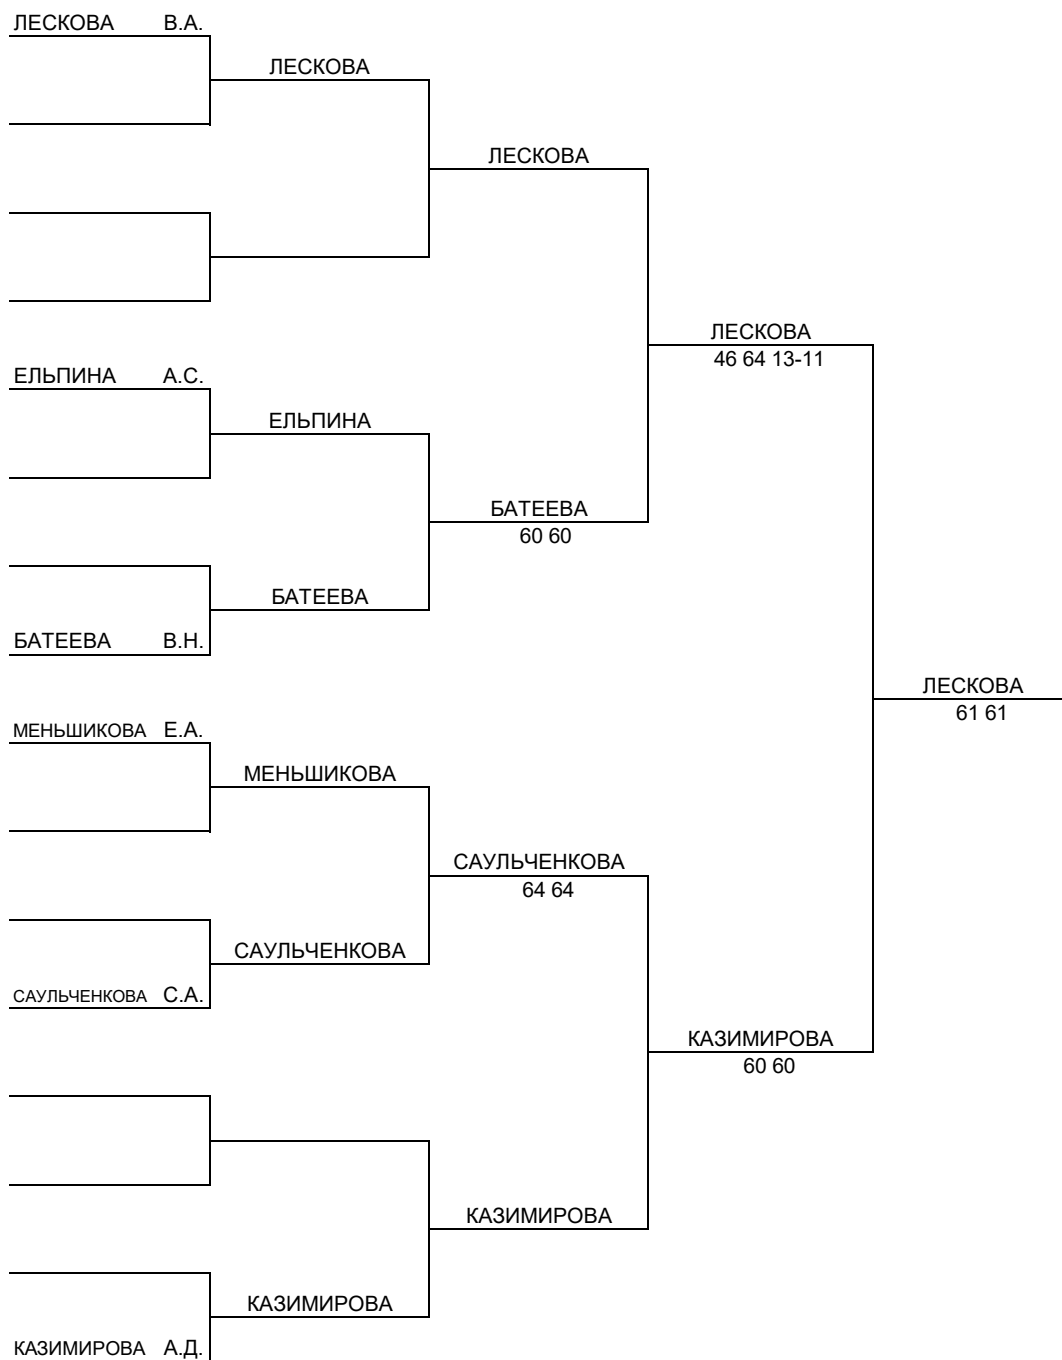 ЛЕСКОВА В.А.
ЛЕСКОВА
ЛЕСКОВА
ЛЕСКОВА
46 64 13-11
ЕЛЬПИНА А.С.
ЕЛЬПИНА
БАТЕЕВА
60 60
БАТЕЕВА
БАТЕЕВА В.Н.
ЛЕСКОВА
61 61
МЕНЬШИКОВА Е.А.
МЕНЬШИКОВА
САУЛЬЧЕНКОВА
64 64
САУЛЬЧЕНКОВА
САУЛЬЧЕНКОВА С.А.
КАЗИМИРОВА
60 60
КАЗИМИРОВА
КАЗИМИРОВА
КАЗИМИРОВА А.Д.